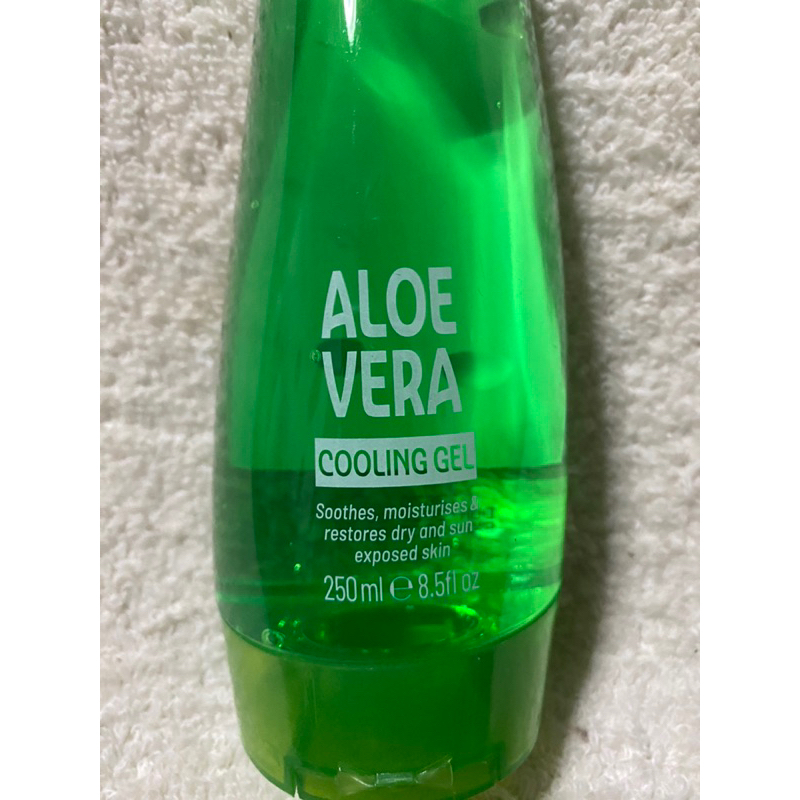 ALOE
VERA
COOLING GEL
Soothes, moisturises &
restores dry and sun
exposed skin
250ml ℮ 8.5fl oz